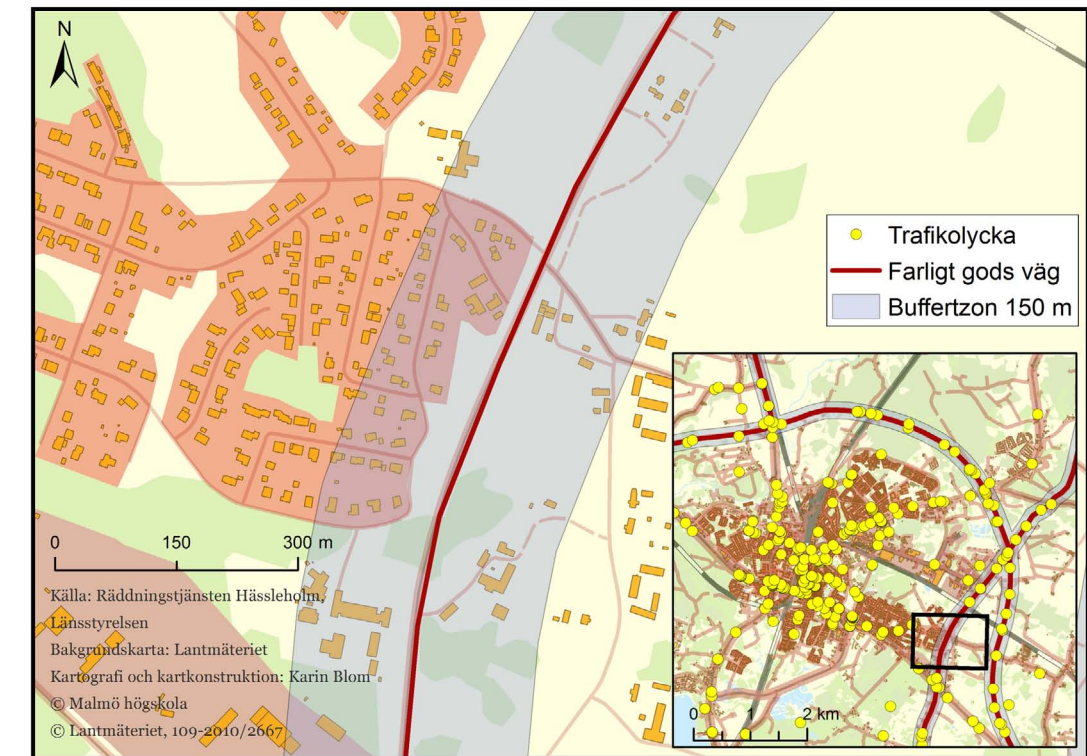 N
Trafikolycka
Farligt gods väg
Buffertzon 150 m
0 150 300 m
Källa: Räddningstjänsten Hässleholm,
Länsstyrelsen
Bakgrundskarta: Lantmäteriet
Kartografi och kartkonstruktion: Karin Blom
© Malmö högskola
© Lantmäteriet, 109-2010/2667
0 1 2 km